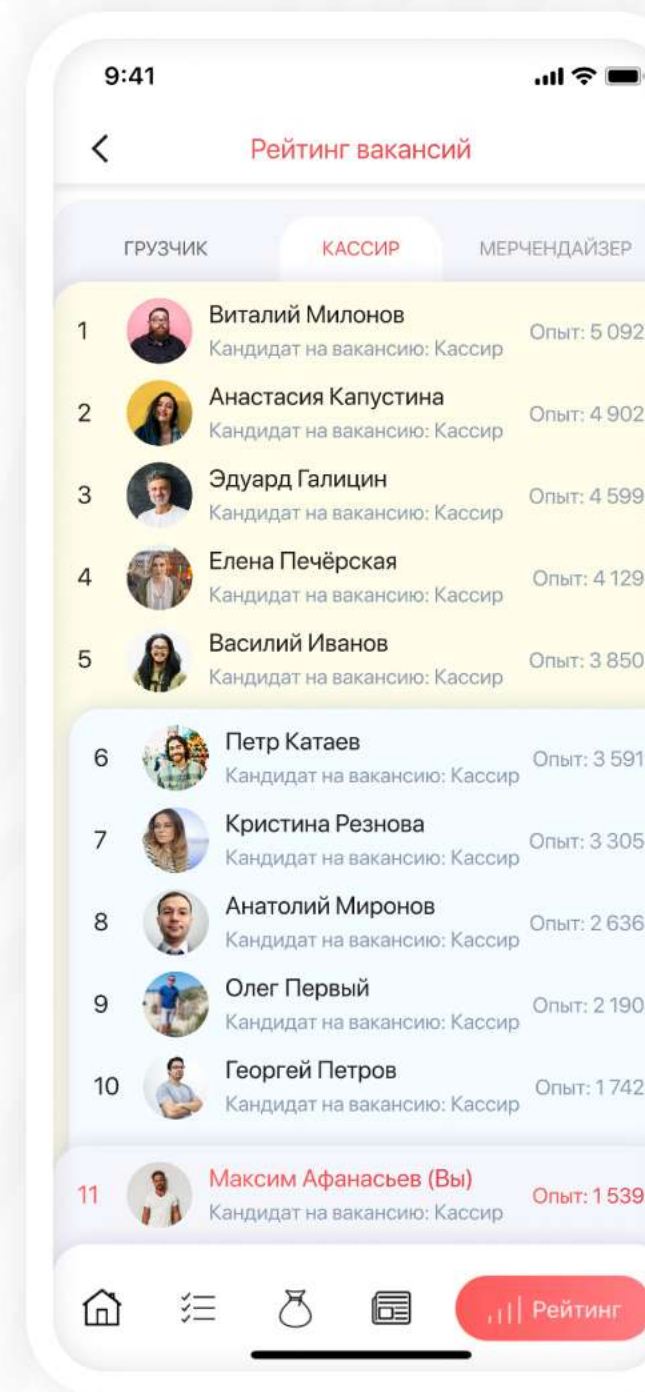 9:41
Рейтинг вакансий
ГРУЗЧИК КАССИР МЕРЧЕНДАЙЗЕР
1 Виталий Милонов Опыт: 5 092
Кандидат на вакансию: Кассир
2 Анастасия Капустина Опыт: 4 902
Кандидат на вакансию: Кассир
3 Эдуард Галицин Опыт: 4 599
Кандидат на вакансию: Кассир
4 Елена Печёрская Опыт: 4 129
Кандидат на вакансию: Кассир
5 Василий Иванов Опыт: 3 850
Кандидат на вакансию: Кассир
6 Петр Катаев Опыт: 3 591
Кандидат на вакансию: Кассир
7 Кристина Резнова Опыт: 3 305
Кандидат на вакансию: Кассир
8 Анатолий Миронов Опыт: 2 636
Кандидат на вакансию: Кассир
9 Олег Первый Опыт: 2 190
Кандидат на вакансию: Кассир
10 Георгей Петров Опыт: 1 742
Кандидат на вакансию: Кассир
11 Максим Афанасьев (Вы) Опыт: 1 539
Кандидат на вакансию: Кассир
Рейтинг